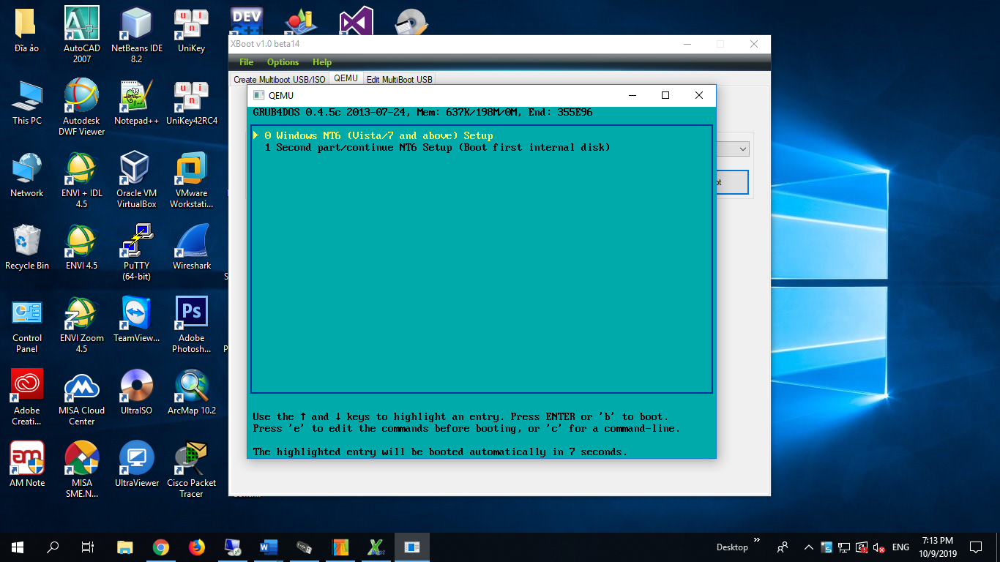 Đĩa ảo
AutoCAD
2007
NetBeans IDE
8.2
UniKey
DEV
This PC
Autodesk
DWF Viewer
Notepad++
UniKey42RC4
Network
ENVI + IDL
4.5
Oracle VM
VirtualBox
VMware
Workstati...
Recycle Bin
ENVI 4.5
PuTTY
(64-bit)
Wireshark
Control
Panel
ENVI Zoom
4.5
TeamView...
Ps
Adobe
Photosh...
Adobe
Creati...
MISA Cloud
Center
UltraISO
ArcMap 10.2
am
AM Note
MISA
SME.N...
UltraViewer
Cisco Packet
Tracer
XBoot v1.0 beta14
File Options Help
Create Multiboot USB/ISO QEMU Edit MultiBoot USB
QEMU
GRUB4DOS 0.4.5c 2013-07-24, Mem: 637K/198M/0M, End: 355E96
0 Windows NT6 (Vista/7 and above) Setup
1 Second part/continue NT6 Setup (Boot first internal disk)
Use the ↑ and ↓ keys to highlight an entry. Press ENTER or 'b' to boot.
Press 'e' to edit the commands before booting, or 'c' for a command-line.
The highlighted entry will be booted automatically in 7 seconds.
Desktop
ENG
7:13 PM
10/9/2019